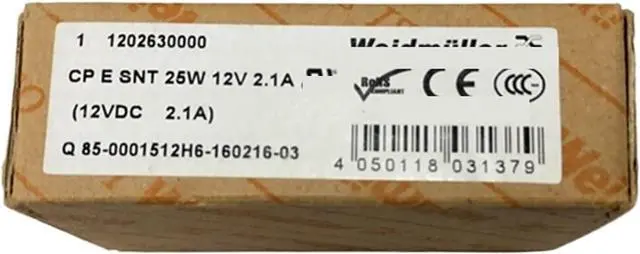 1 1202630000
Weidmüller
CP E SNT 25W 12V 2.1A
RoHS
COMPLIANT
CE
CCC
(12VDC 2.1A)
Q 85-0001512H6-160216-03
4 050118 031379